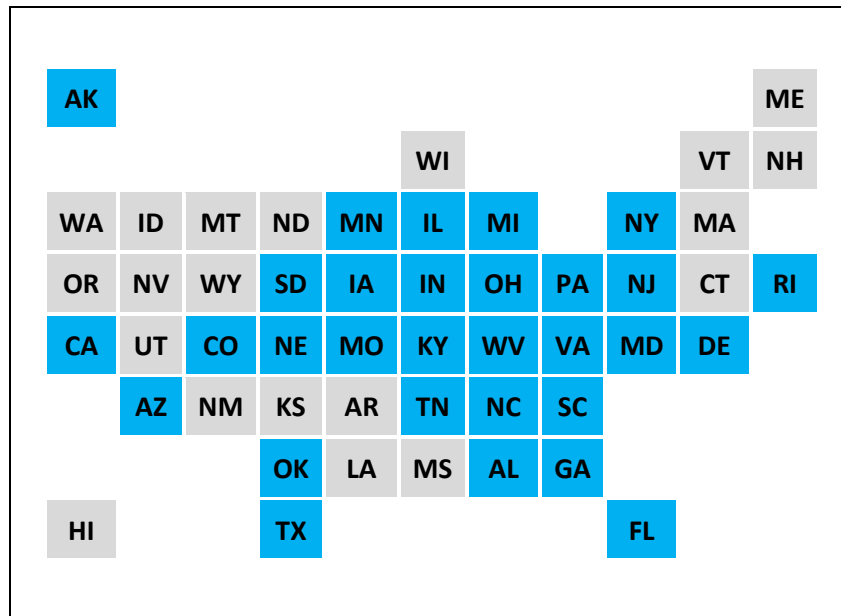 AK ME
WI VT NH
WA ID MT ND MN IL MI NY MA
OR NV WY SD IA IN OH PA NJ CT RI
CA UT CO NE MO KY WV VA MD DE
AZ NM KS AR TN NC SC
OK LA MS AL GA
HI TX FL